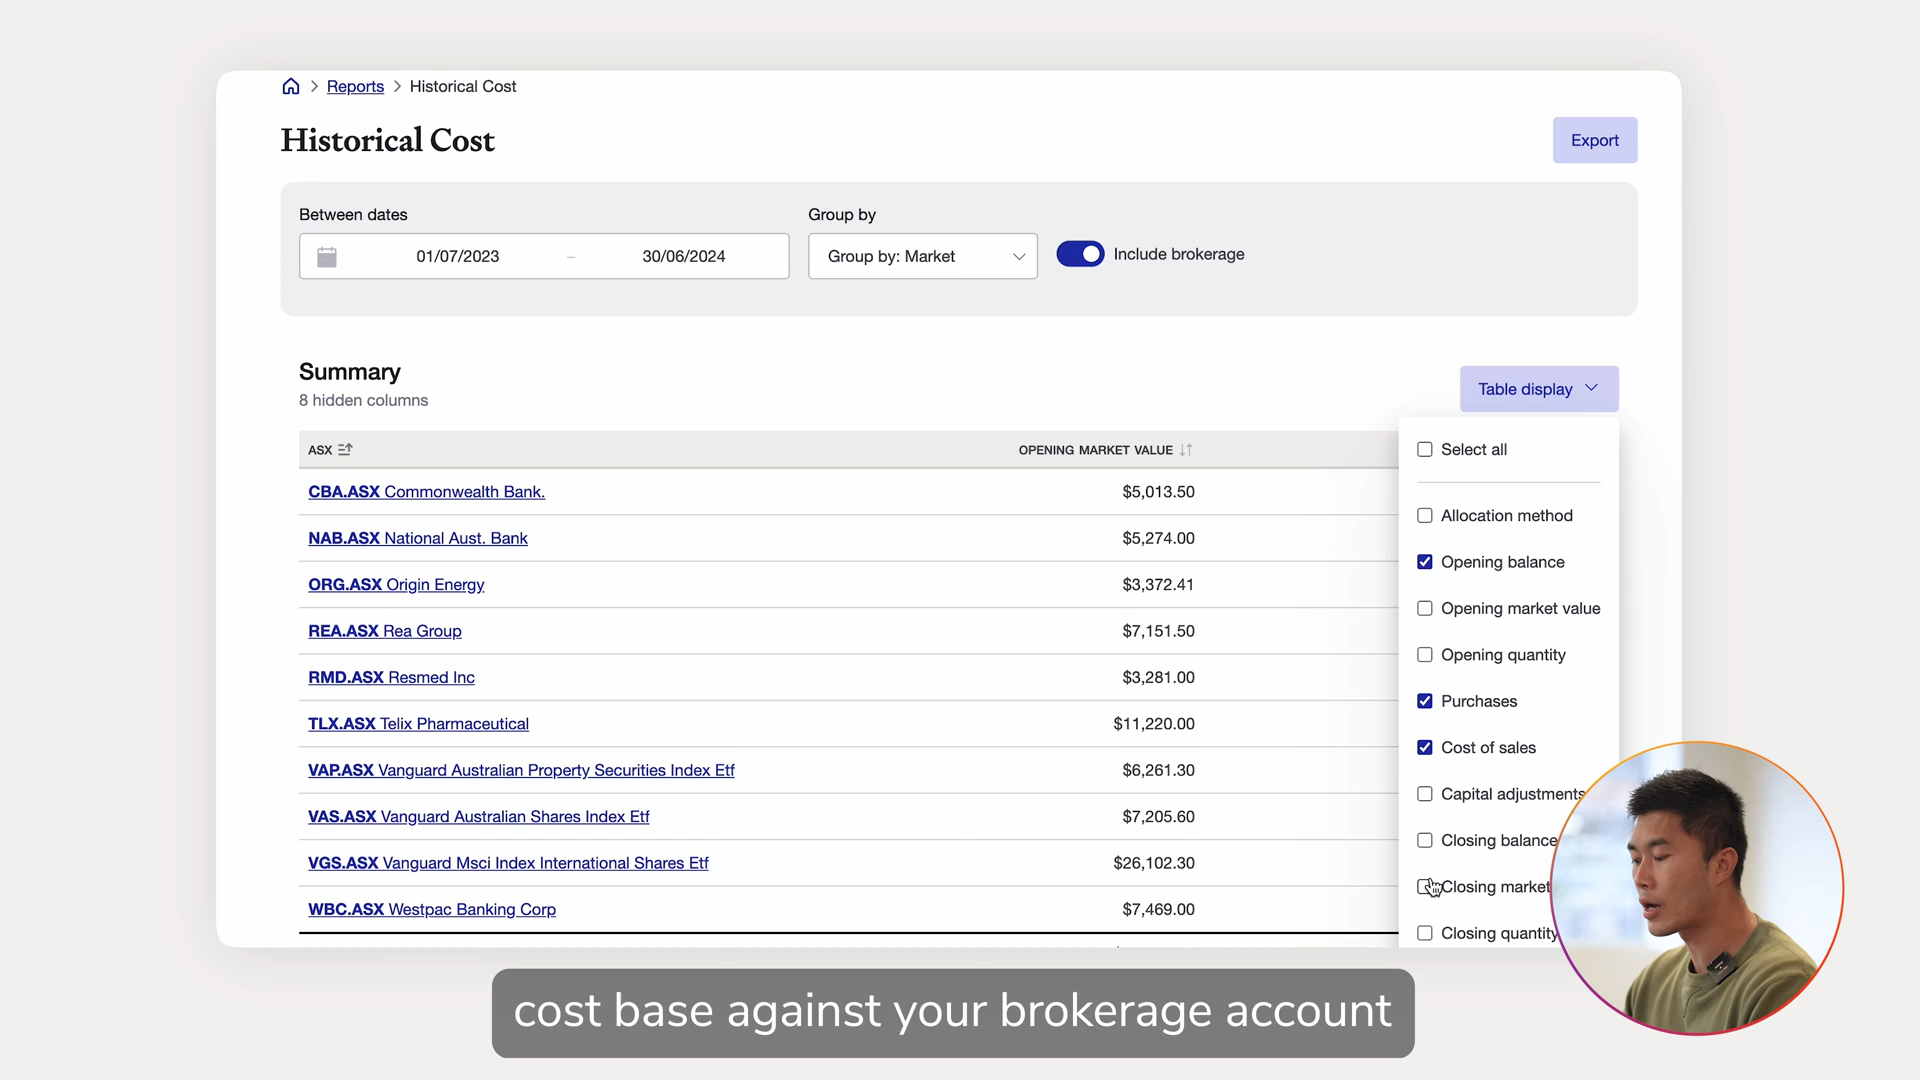 Reports > Historical Cost
Historical Cost
Export
Between dates
Group by
01/07/2023 – 30/06/2024
Group by: Market
Include brokerage
Summary
8 hidden columns
Table display
ASX
OPENING MARKET VALUE
Select all
CBA.ASX Commonwealth Bank. $5,013.50
Allocation method
NAB.ASX National Aust. Bank $5,274.00
Opening balance
ORG.ASX Origin Energy $3,372.41
Opening market value
REA.ASX Rea Group $7,151.50
Opening quantity
RMD.ASX Resmed Inc $3,281.00
Purchases
TLX.ASX Telix Pharmaceutical $11,220.00
Cost of sales
VAP.ASX Vanguard Australian Property Securities Index Etf $6,261.30
Capital adjustments
VAS.ASX Vanguard Australian Shares Index Etf $7,205.60
Closing balance
VGS.ASX Vanguard Msci Index International Shares Etf $26,102.30
Closing market
WBC.ASX Westpac Banking Corp $7,469.00
Closing quantity
cost base against your brokerage account